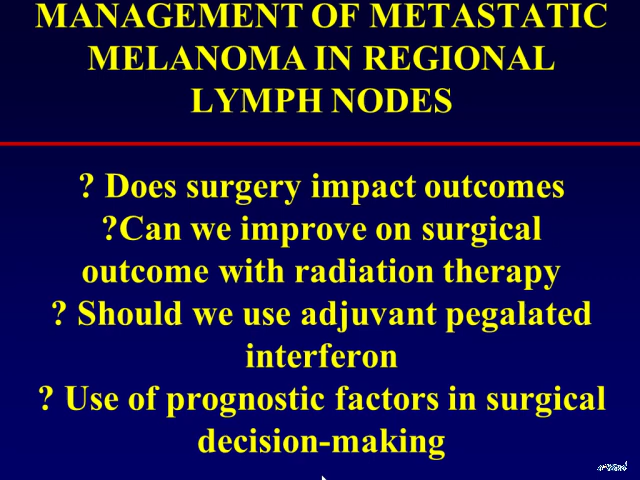 MANAGEMENT OF METASTATIC
MELANOMA IN REGIONAL
LYMPH NODES
? Does surgery impact outcomes
?Can we improve on surgical
outcome with radiation therapy
? Should we use adjuvant pegalated
interferon
? Use of prognostic factors in surgical
decision-making